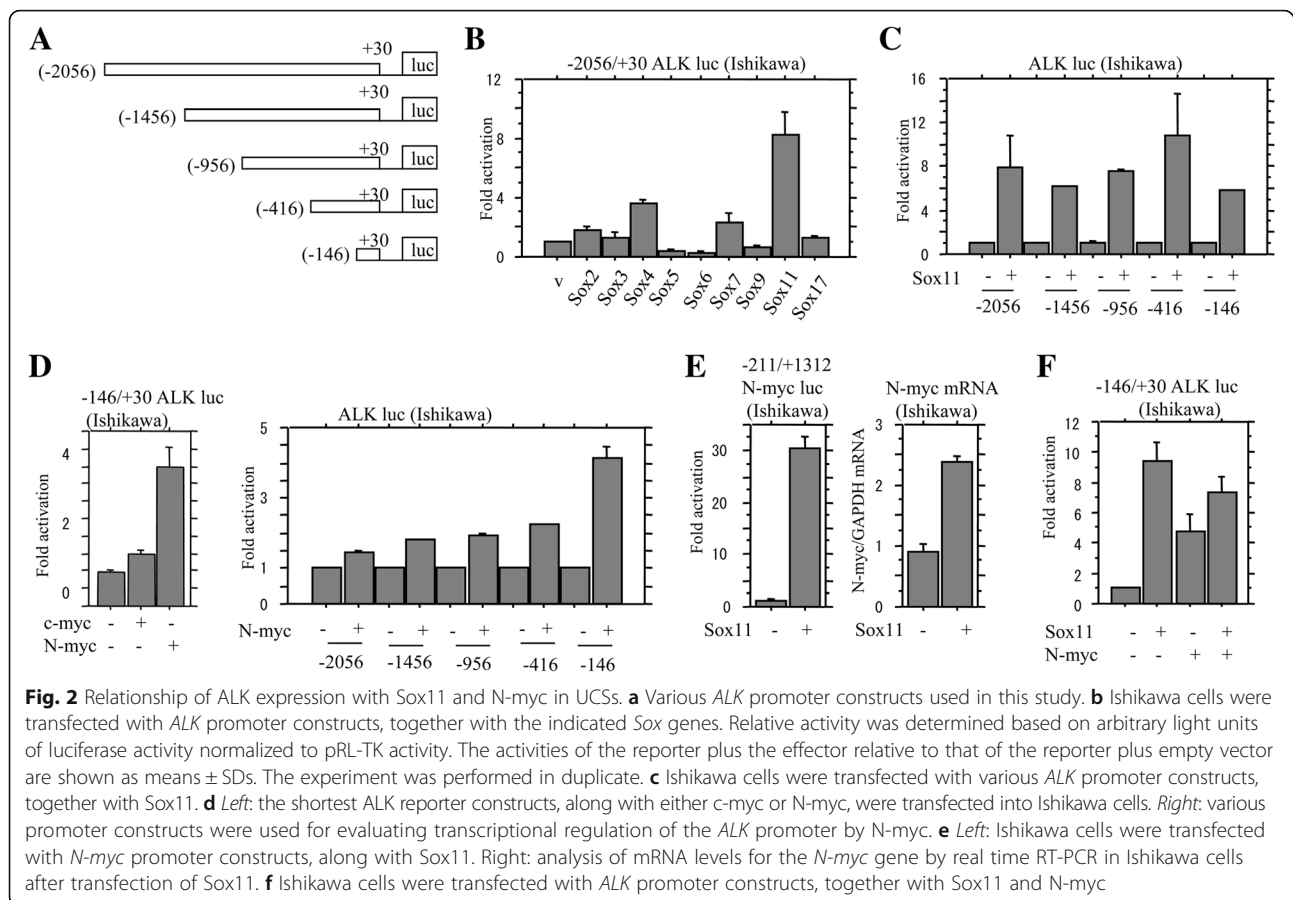 A
(-2056)
+30
luc
(-1456)
+30
luc
(-956)
+30
luc
(-416)
+30
luc
(-146)
+30
luc
B
-2056/+30 ALK luc (Ishikawa)
Fold activation
12
8
4
0
v
Sox2
Sox3
Sox4
Sox5
Sox6
Sox7
Sox9
Sox11
Sox17
C
ALK luc (Ishikawa)
Fold activation
16
12
8
4
0
Sox11 - + - + - + - + - +
-2056 -1456 -956 -416 -146
D
-146/+30 ALK luc
(Ishikawa)
Fold activation
4
2
0
c-myc - + -
N-myc - - +
ALK luc (Ishikawa)
Fold activation
5
3
1
0
N-myc - + - + - + - + - +
-2056 -1456 -956 -416 -146
E
-211/+1312
N-myc luc
(Ishikawa)
Fold activation
30
20
10
0
Sox11 - +
N-myc mRNA
(Ishikawa)
N-myc/GAPDH mRNA
3
2
1
0
Sox11 - +
F
-146/+30 ALK luc
(Ishikawa)
Fold activation
12
10
8
6
4
2
0
Sox11 - + - +
N-myc - - + +
Fig. 2 Relationship of ALK expression with Sox11 and N-myc in UCSs. a Various ALK promoter constructs used in this study. b Ishikawa cells were
transfected with ALK promoter constructs, together with the indicated Sox genes. Relative activity was determined based on arbitrary light units
of luciferase activity normalized to pRL-TK activity. The activities of the reporter plus the effector relative to that of the reporter plus empty vector
are shown as means ± SDs. The experiment was performed in duplicate. c Ishikawa cells were transfected with various ALK promoter constructs,
together with Sox11. d Left: the shortest ALK reporter constructs, along with either c-myc or N-myc, were transfected into Ishikawa cells. Right: various
promoter constructs were used for evaluating transcriptional regulation of the ALK promoter by N-myc. e Left: Ishikawa cells were transfected
with N-myc promoter constructs, along with Sox11. Right: analysis of mRNA levels for the N-myc gene by real time RT-PCR in Ishikawa cells
after transfection of Sox11. f Ishikawa cells were transfected with ALK promoter constructs, together with Sox11 and N-myc